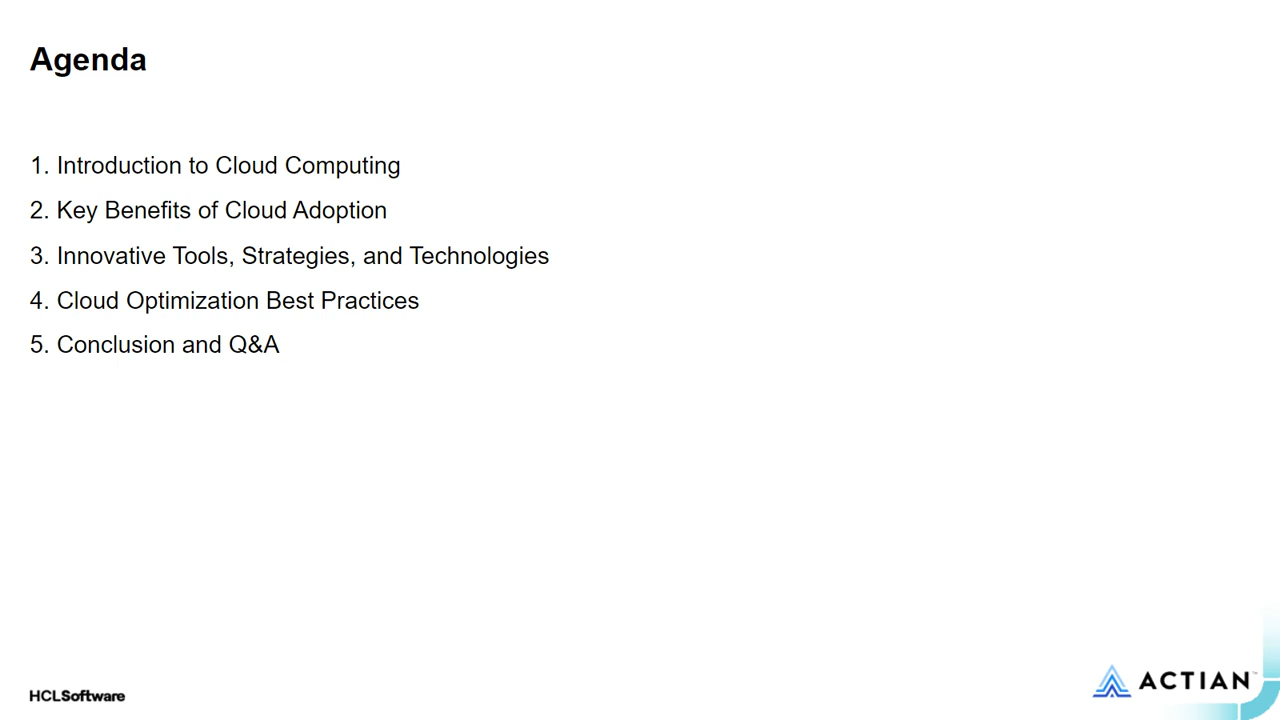 Agenda
1. Introduction to Cloud Computing
2. Key Benefits of Cloud Adoption
3. Innovative Tools, Strategies, and Technologies
4. Cloud Optimization Best Practices
5. Conclusion and Q&A
HCLSoftware
ACTIAN™